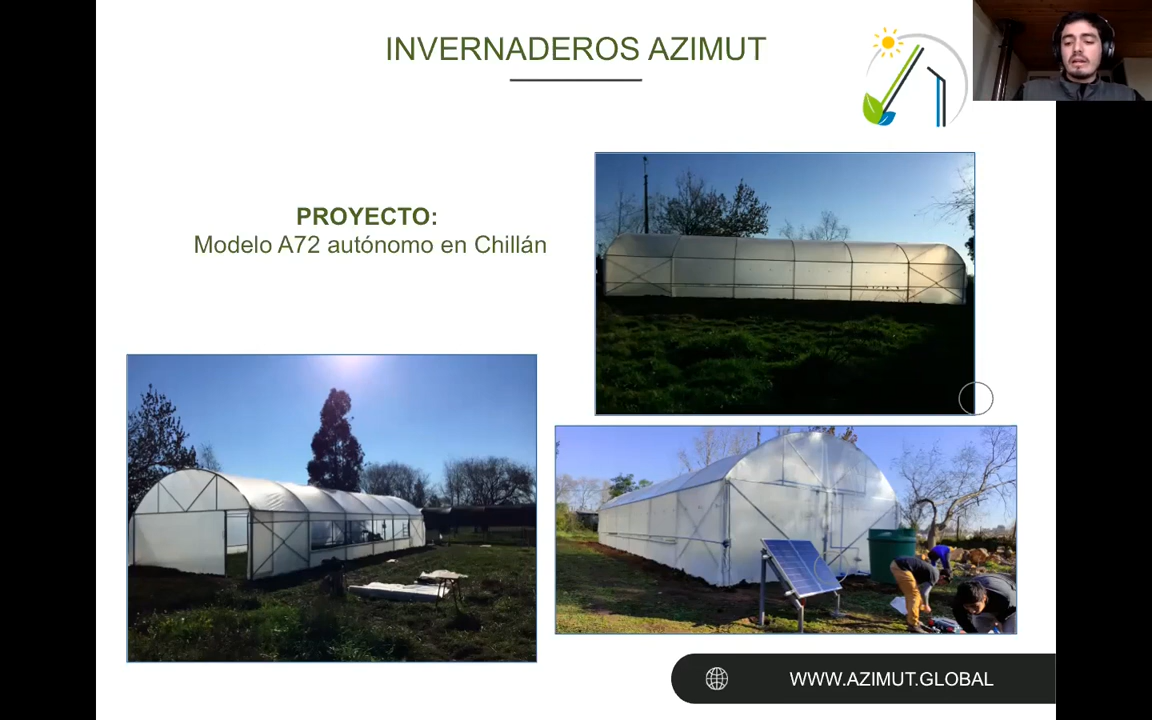 INVERNADEROS AZIMUT
PROYECTO:
Modelo A72 autónomo en Chillán
WWW.AZIMUT.GLOBAL